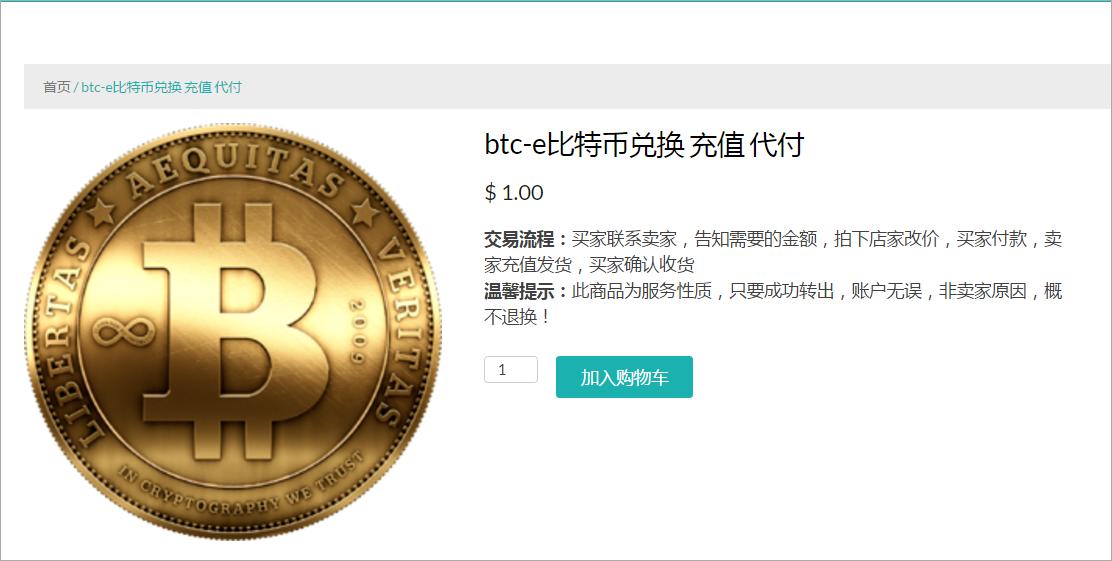 首页 / btc-e比特币兑换 充值 代付
btc-e比特币兑换 充值 代付
$ 1.00
交易流程：买家联系卖家，告知需要的金额，拍下店家改价，买家付款，卖
家充值发货，买家确认收货
温馨提示：此商品为服务性质，只要成功转出，账户无误，非卖家原因，概
不退换！
1
加入购物车
AEQUITAS
VERITAS
LIBERTAS
2009
IN CRYPTOGRAPHY WE TRUST